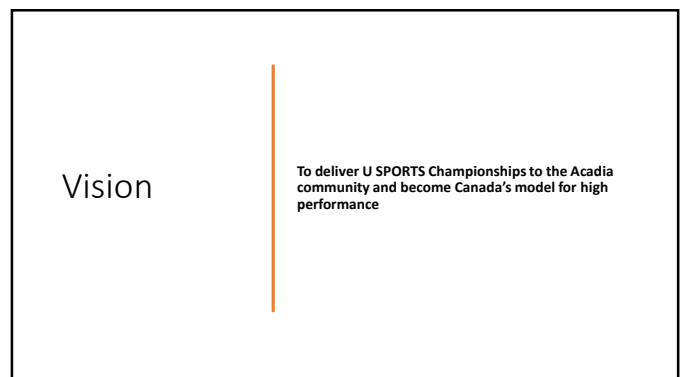 Vision
To deliver U SPORTS Championships to the Acadia
community and become Canada's model for high
performance